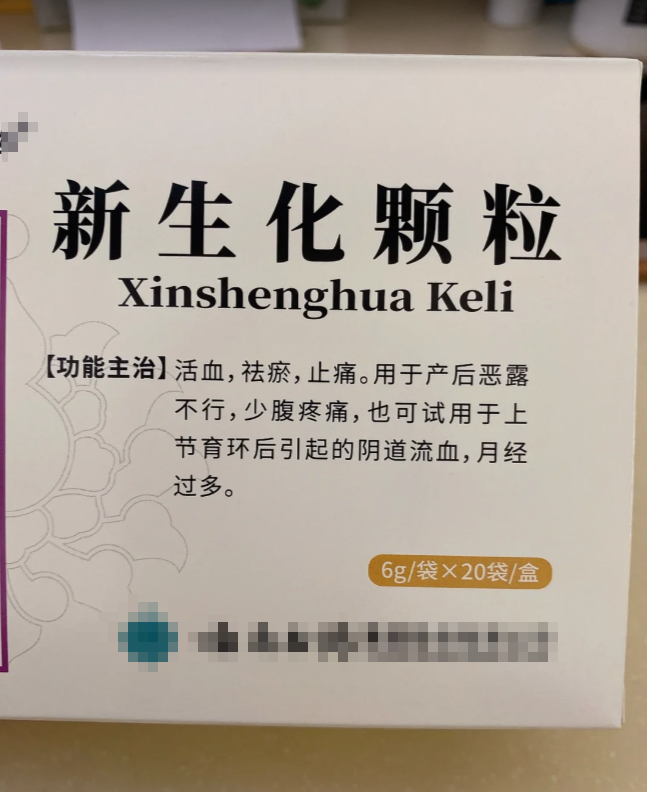 新生化颗粒
Xinshenghua Keli
【功能主治】活血,祛瘀,止痛。用于产后恶露
不行,少腹疼痛,也可试用于上
节育环后引起的阴道流血,月经
过多。
6g/袋×20袋/盒